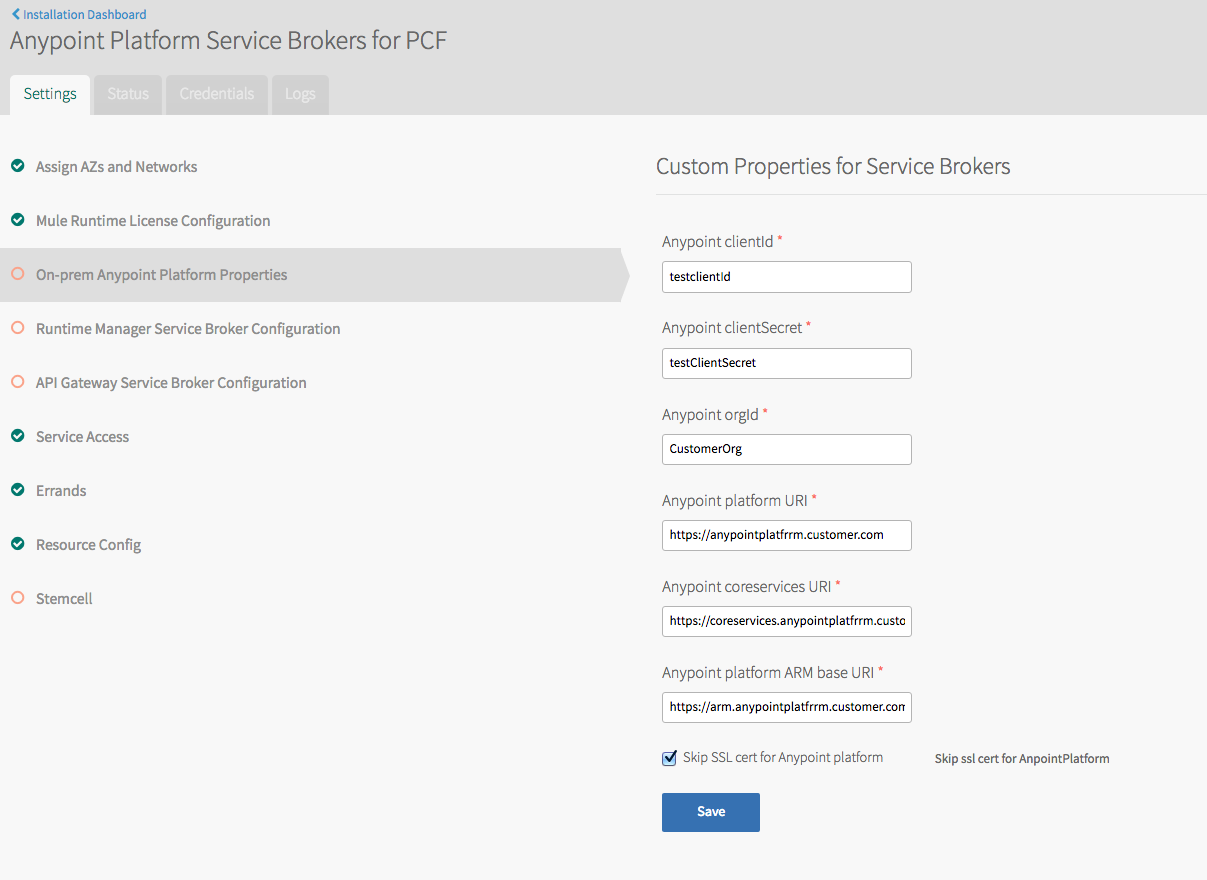 Installation Dashboard
Anypoint Platform Service Brokers for PCF
Settings Status Credentials Logs
Assign AZs and Networks
Mule Runtime License Configuration
On-prem Anypoint Platform Properties
Runtime Manager Service Broker Configuration
API Gateway Service Broker Configuration
Service Access
Errands
Resource Config
Stemcell
Custom Properties for Service Brokers
Anypoint clientId *
testclientId
Anypoint clientSecret *
testClientSecret
Anypoint orgId *
CustomerOrg
Anypoint platform URI *
https://anypointplatfrrm.customer.com
Anypoint coreservices URI *
https://coreservices.anypointplatfrrm.custo
Anypoint platform ARM base URI *
https://arm.anypointplatfrrm.customer.com
Skip SSL cert for Anypoint platform Skip ssl cert for AnpointPlatform
Save